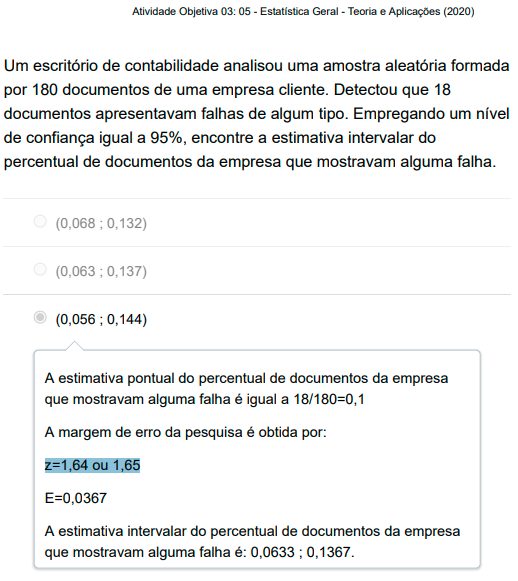 Atividade Objetiva 03: 05 - Estatística Geral - Teoria e Aplicações (2020)
Um escritório de contabilidade analisou uma amostra aleatória formada
por 180 documentos de uma empresa cliente. Detectou que 18
documentos apresentavam falhas de algum tipo. Empregando um nível
de confiança igual a 95%, encontre a estimativa intervalar do
percentual de documentos da empresa que mostravam alguma falha.
(0,068 ; 0,132)
(0,063 ; 0,137)
(0,056 ; 0,144)
A estimativa pontual do percentual de documentos da empresa
que mostravam alguma falha é igual a 18/180=0,1
A margem de erro da pesquisa é obtida por:
z=1,64 ou 1,65
E=0,0367
A estimativa intervalar do percentual de documentos da empresa
que mostravam alguma falha é: 0,0633 ; 0,1367.